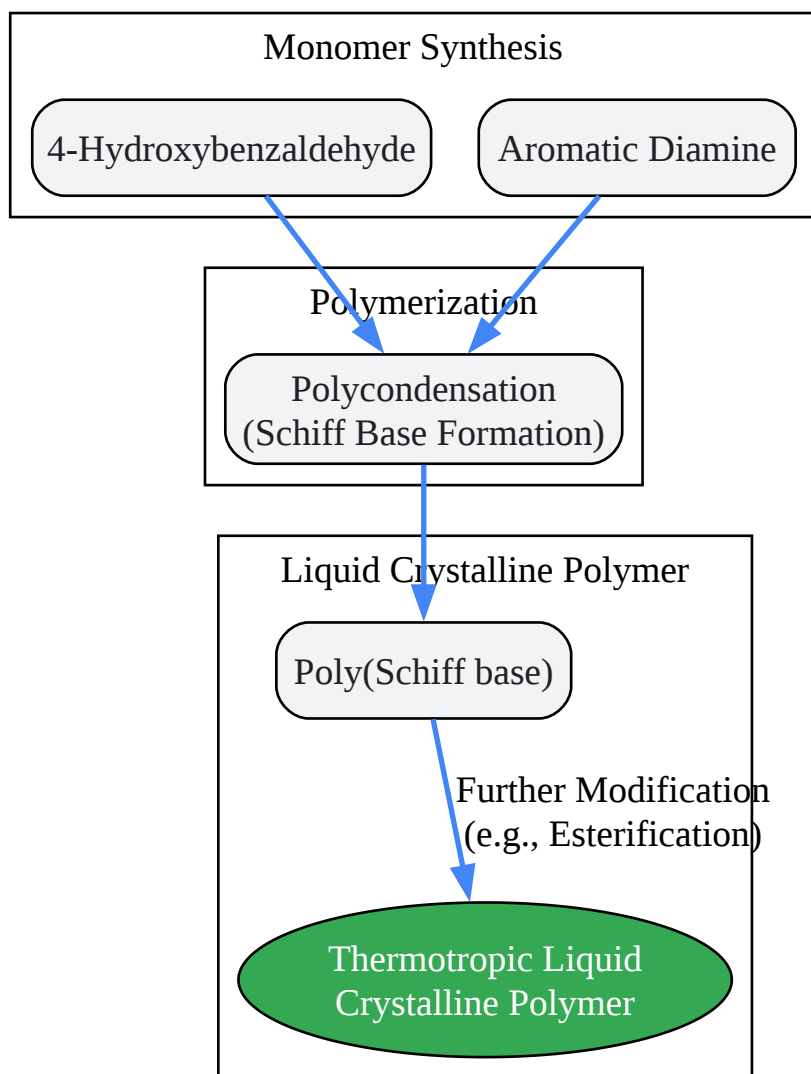 Monomer Synthesis
4-Hydroxybenzaldehyde
Aromatic Diamine
Polymerization
Polycondensation
(Schiff Base Formation)
Liquid Crystalline Polymer
Poly(Schiff base)
Further Modification
(e.g., Esterification)
Thermotropic Liquid
Crystalline Polymer